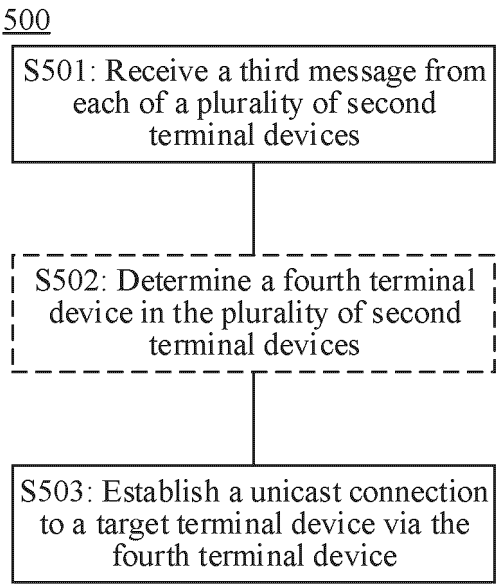 500
S501: Receive a third message from
each of a plurality of second
terminal devices
S502: Determine a fourth terminal
device in the plurality of second
terminal devices
S503: Establish a unicast connection
to a target terminal device via the
fourth terminal device